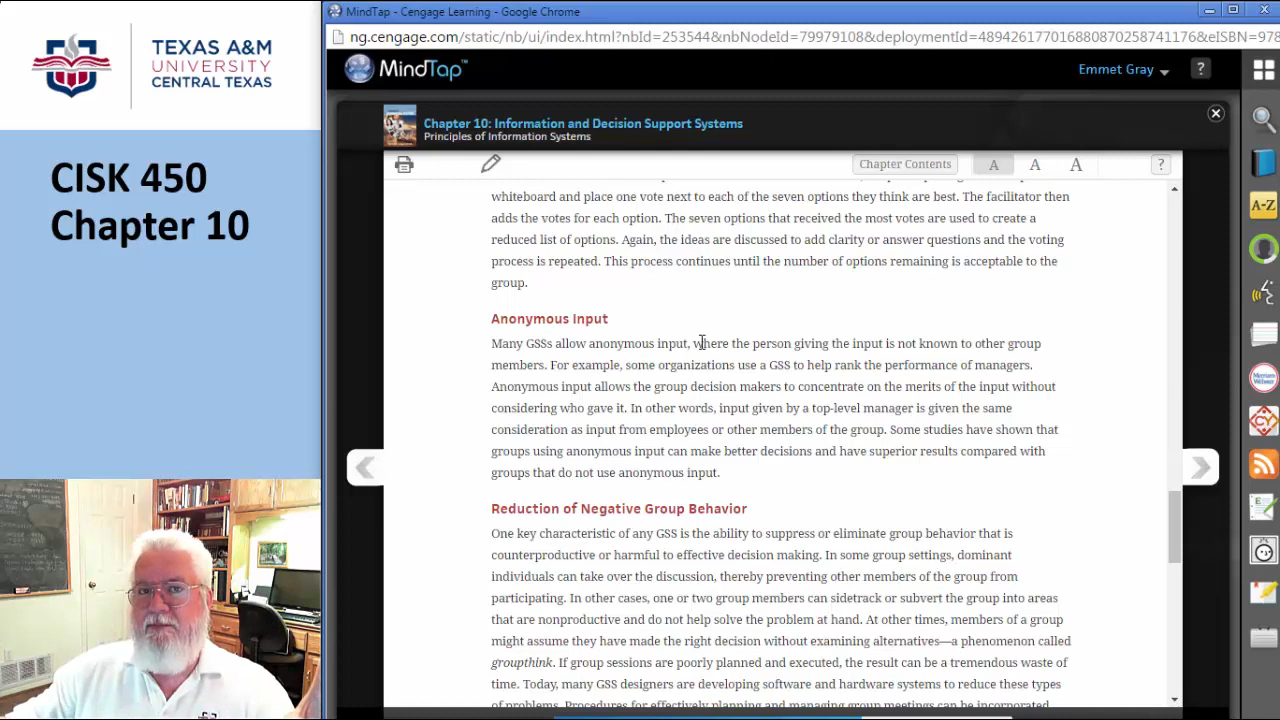 TEXAS A&M
UNIVERSITY
CENTRAL TEXAS
CISK 450
Chapter 10
MindTap - Cengage Learning - Google Chrome
ng.cengage.com/static/nb/ui/index.html?nbId=253544&nbNodeId=79979108&deploymentId=48942617701688087025874117​6&eISBN=978
MindTap™
Emmet Gray
?
Chapter 10: Information and Decision Support Systems
Principles of Information Systems
Chapter Contents
A
A
A
?
whiteboard and place one vote next to each of the seven options they think are best. The facilitator then
adds the votes for each option. The seven options that received the most votes are used to create a
reduced list of options. Again, the ideas are discussed to add clarity or answer questions and the voting
process is repeated. This process continues until the number of options remaining is acceptable to the
group.
Anonymous Input
Many GSSs allow anonymous input, where the person giving the input is not known to other group
members. For example, some organizations use a GSS to help rank the performance of managers.
Anonymous input allows the group decision makers to concentrate on the merits of the input without
considering who gave it. In other words, input given by a top-level manager is given the same
consideration as input from employees or other members of the group. Some studies have shown that
groups using anonymous input can make better decisions and have superior results compared with
groups that do not use anonymous input.
Reduction of Negative Group Behavior
One key characteristic of any GSS is the ability to suppress or eliminate group behavior that is
counterproductive or harmful to effective decision making. In some group settings, dominant
individuals can take over the discussion, thereby preventing other members of the group from
participating. In other cases, one or two group members can sidetrack or subvert the group into areas
that are nonproductive and do not help solve the problem at hand. At other times, members of a group
might assume they have made the right decision without examining alternatives—a phenomenon called
groupthink. If group sessions are poorly planned and executed, the result can be a tremendous waste of
time. Today, many GSS designers are developing software and hardware systems to reduce these types
of problems. Procedures for effectively planning and managing group meetings can be incorporated
A-Z